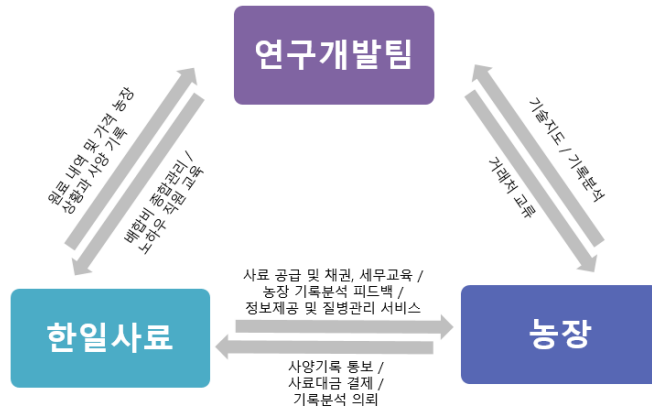 연구개발팀
원료 내역 및 가격 농장
상황과 사양 기록
배합비 종합관리 /
노하우 직원 교육
기술지도 / 기록분석
거래처 교류
사료 공급 및 채권, 세무교육 /
농장 기록분석 피드백 /
정보제공 및 질병관리 서비스
한일사료
농장
사양기록 통보 /
사료대금 결제 /
기록분석 의뢰